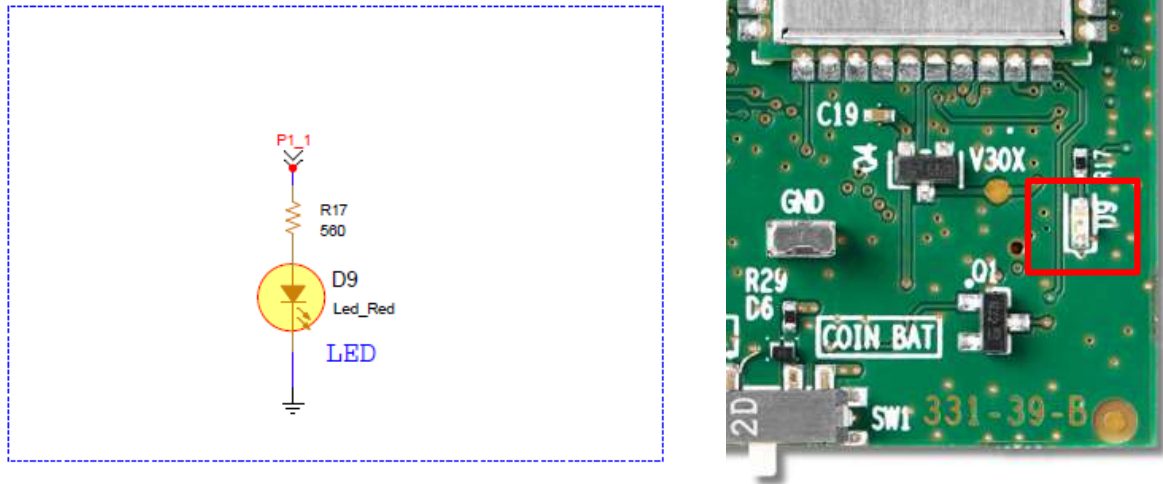 P1_1
R17
560
D9
Led_Red
LED
C19
V30X
R17
D9
GND
Q1
R29
D6
COIN BAT
2D
SW1
331-39-B